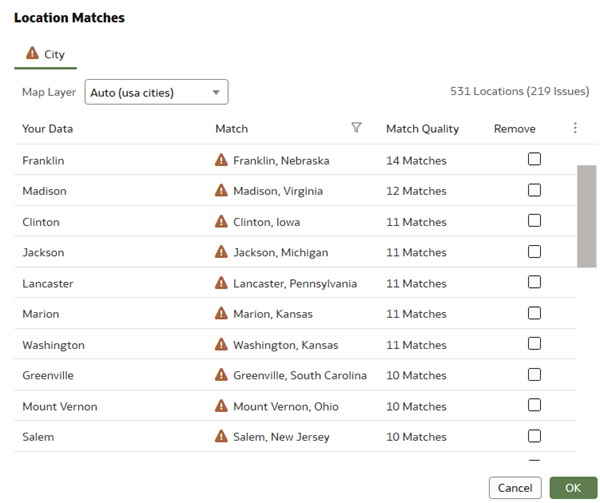 Location Matches
City
Map Layer Auto (usa cities) 531 Locations (219 Issues)
Your Data Match Match Quality Remove
Franklin Franklin, Nebraska 14 Matches
Madison Madison, Virginia 12 Matches
Clinton Clinton, Iowa 11 Matches
Jackson Jackson, Michigan 11 Matches
Lancaster Lancaster, Pennsylvania 11 Matches
Marion Marion, Kansas 11 Matches
Washington Washington, Kansas 11 Matches
Greenville Greenville, South Carolina 10 Matches
Mount Vernon Mount Vernon, Ohio 10 Matches
Salem Salem, New Jersey 10 Matches
Cancel OK